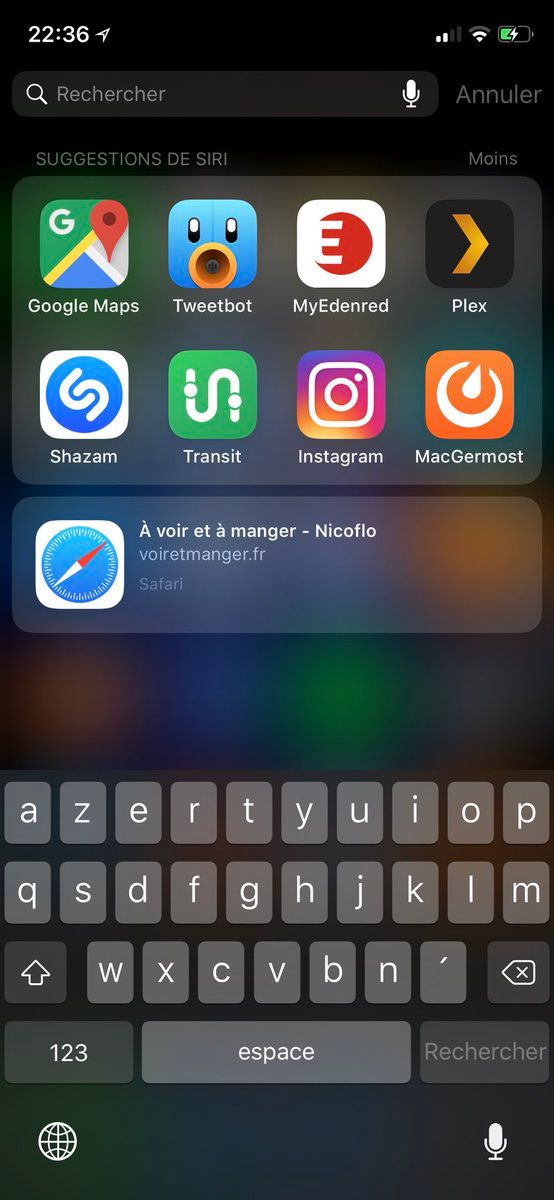 22:36
Rechercher Annuler
SUGGESTIONS DE SIRI Moins
G
Google Maps Tweetbot MyEdenred Plex
Shazam Transit Instagram MacGermost
À voir et à manger - Nicoflo
voiretmanger.fr
Safari
a z e r t y u i o p
q s d f g h j k l m
w x c v b n ´
123 espace Rechercher